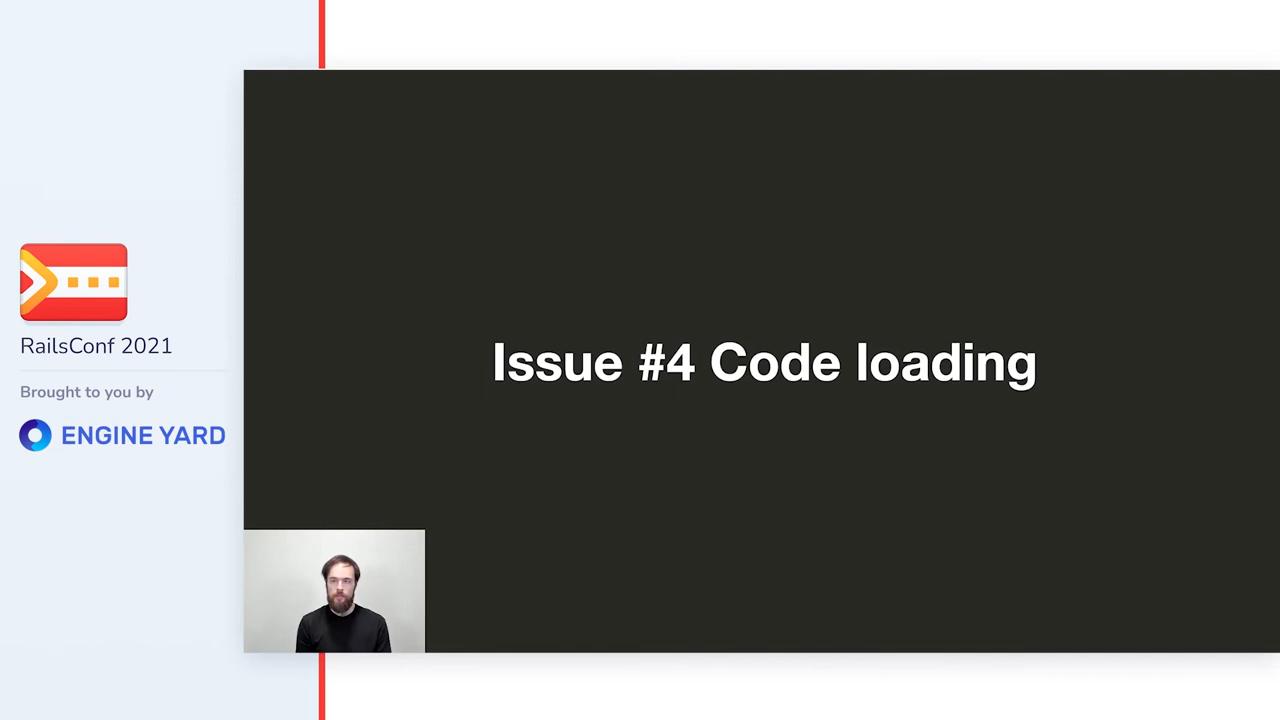 RailsConf 2021
Brought to you by
ENGINE YARD
Issue #4 Code loading